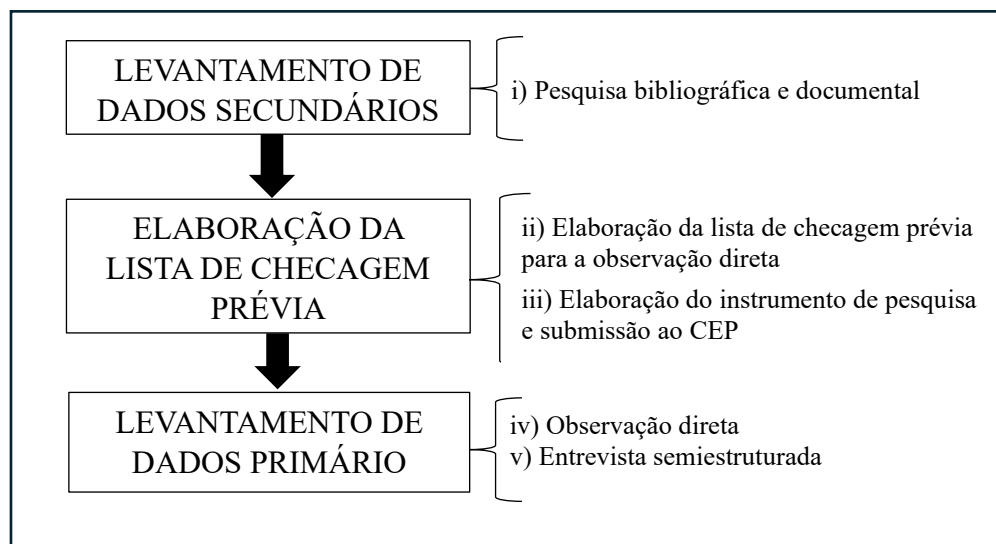 LEVANTAMENTO DE
DADOS SECUNDÁRIOS
i) Pesquisa bibliográfica e documental
ELABORAÇÃO DA
LISTA DE CHECAGEM
PRÉVIA
ii) Elaboração da lista de checagem prévia
para a observação direta
iii) Elaboração do instrumento de pesquisa
e submissão ao CEP
LEVANTAMENTO DE
DADOS PRIMÁRIO
iv) Observação direta
v) Entrevista semiestruturada